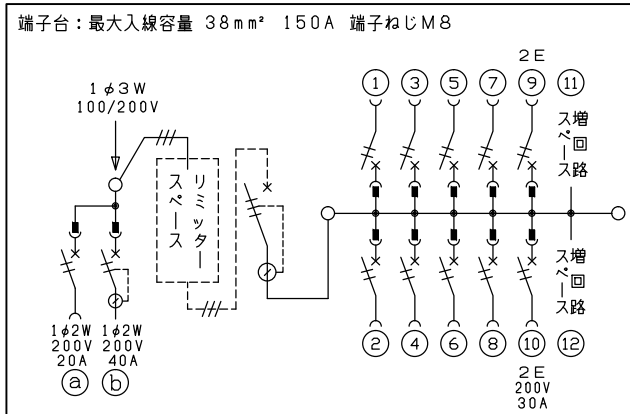 端子台：最大入線容量 38mm² 150A 端子ねじM8
1φ3W
100/200V
リミッター
スペース
1φ2W
200V
20A
ⓐ
1φ2W
200V
40A
ⓑ
2E
① ③ ⑤ ⑦ ⑨ ⑪
増回路
スペース
増回路
スペース
② ④ ⑥ ⑧ ⑩ ⑫
2E
200V
30A